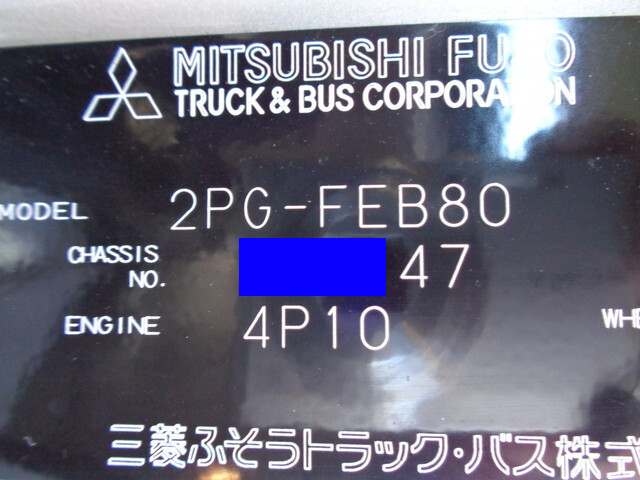 MITSUBISHI FUSO
TRUCK & BUS CORPORATION
MODEL 2PG-FEB80
CHASSIS NO. 47
ENGINE 4P10
三菱ふそうトラック・バス株式